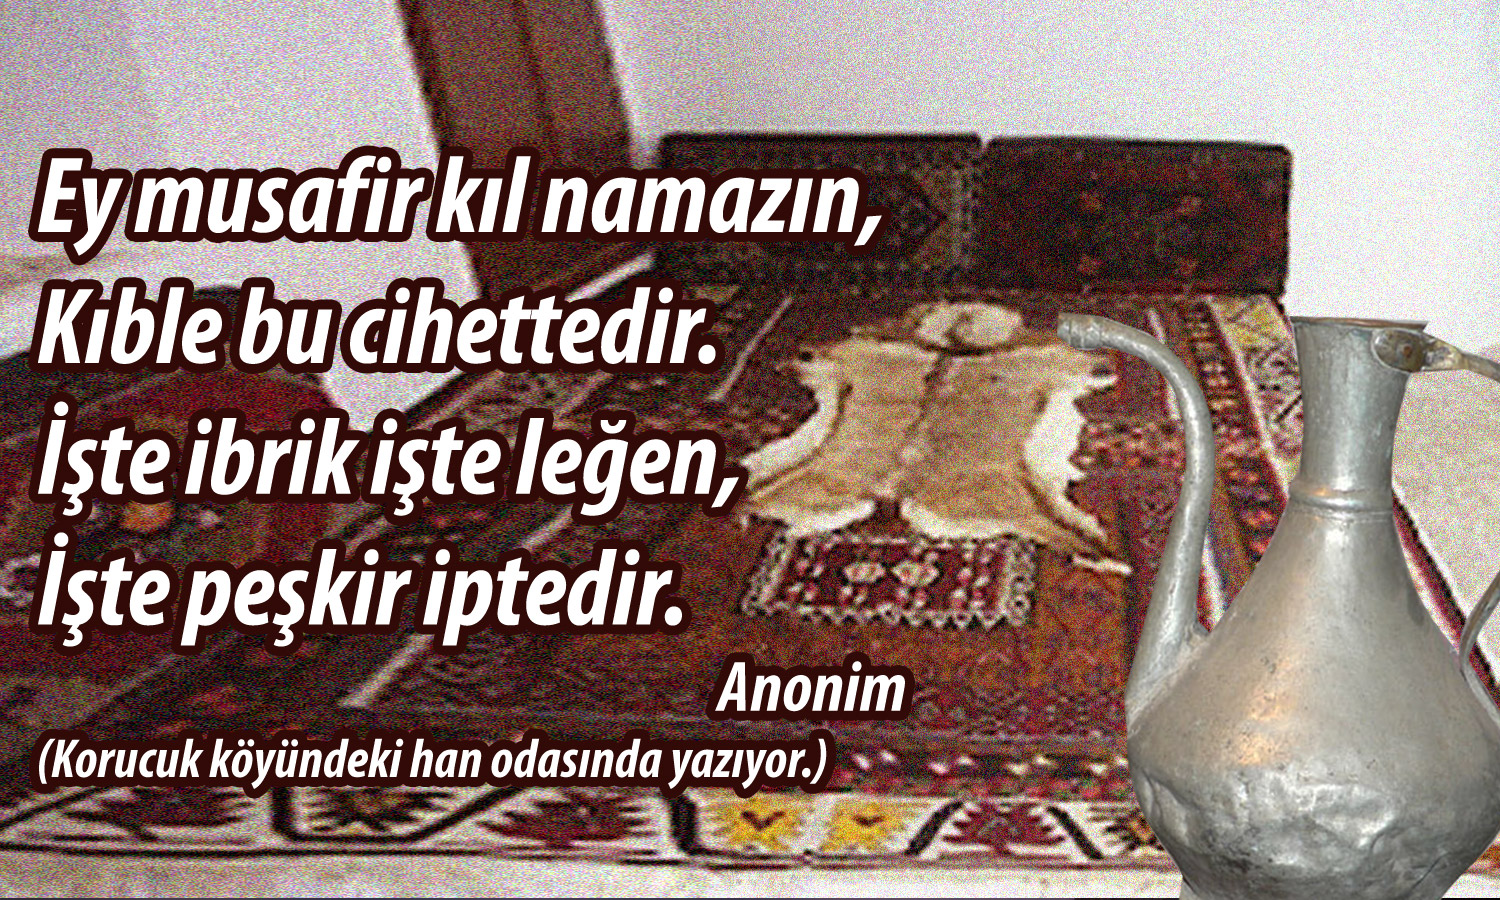 Ey musafir kıl namazın,
Kıble bu cihettedir.
İşte ibrik işte leğen,
İşte peşkir iptedir.
Anonim
(Korucuk köyündeki han odasında yazıyor.)